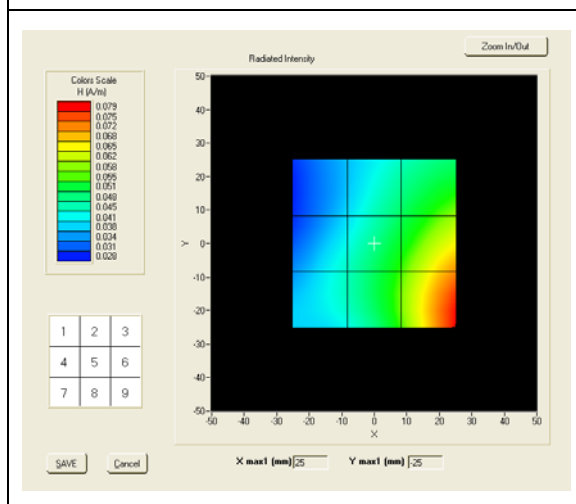 Zoom In/Out
Radiated Intensity
Colors Scale
H (A/m)
0.079
0.075
0.072
0.068
0.065
0.062
0.058
0.055
0.051
0.048
0.045
0.041
0.038
0.034
0.031
0.028
50
40
30
20
10
Y 0
-10
-20
-30
-40
-50
-50 -40 -30 -20 -10 0 10 20 30 40 50
X
1 2 3
4 5 6
7 8 9
SAVE Cancel X max1 (mm) 25 Y max1 (mm) -25